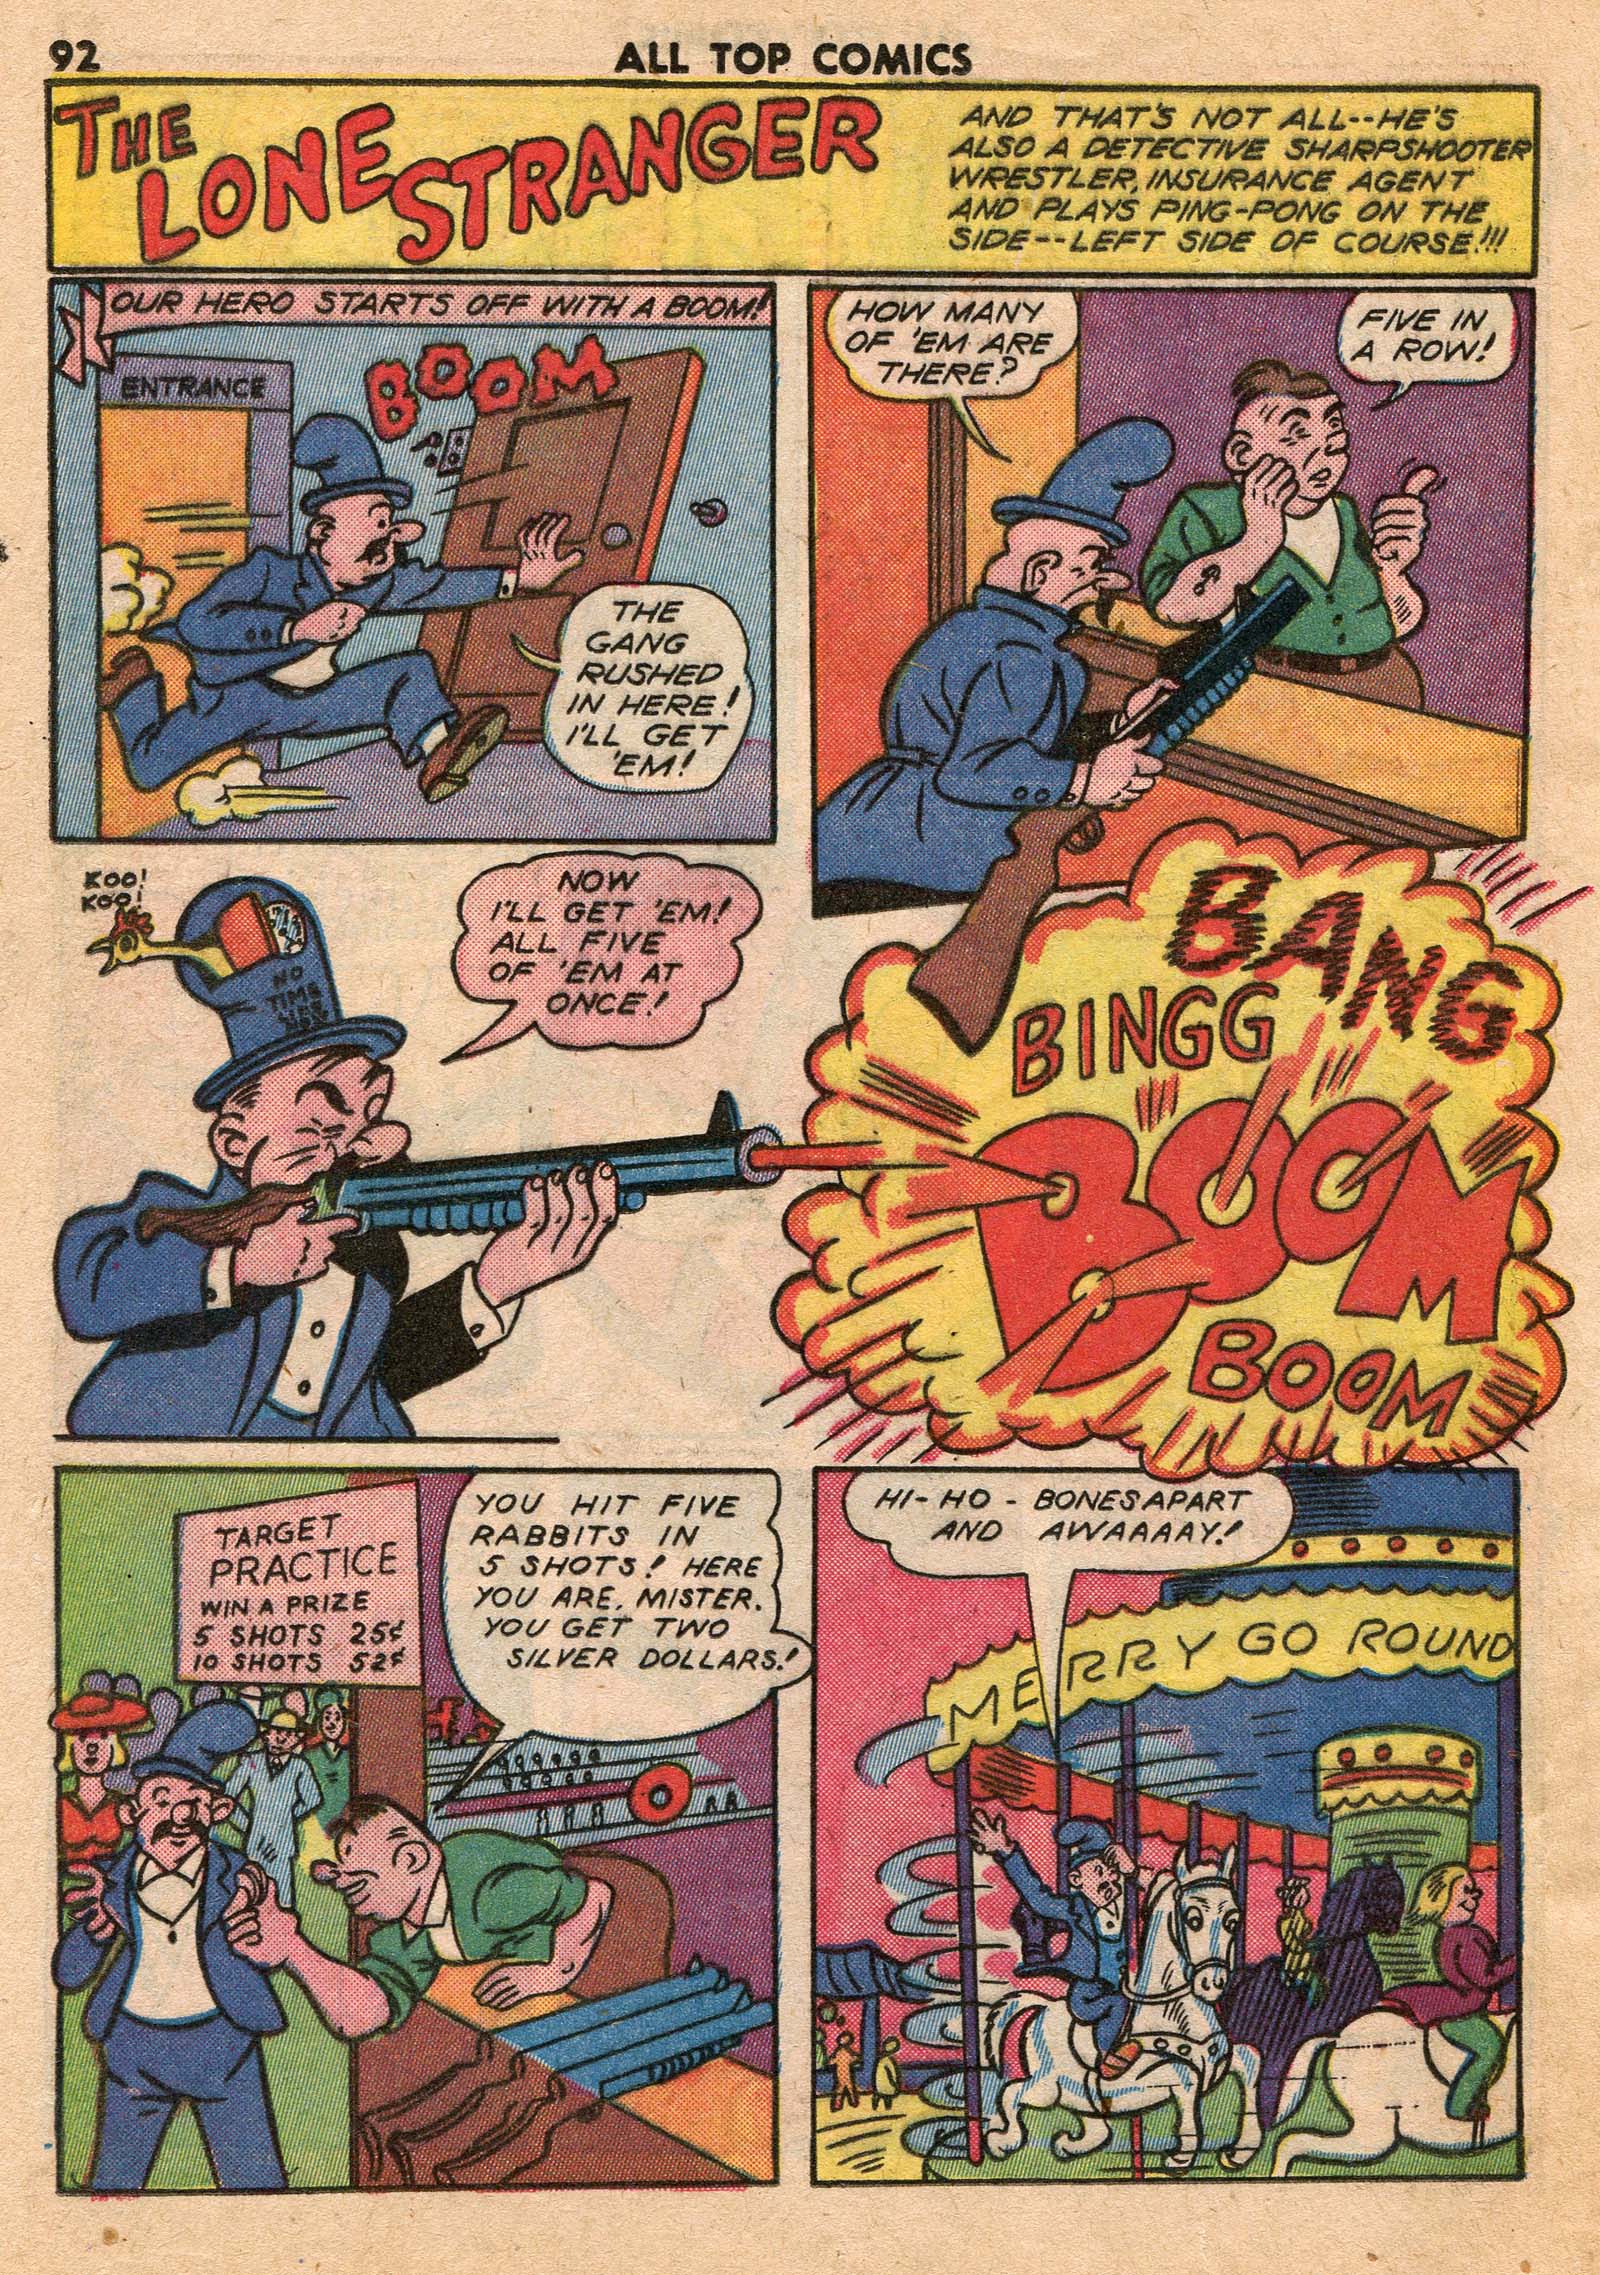 92
ALL TOP COMICS
THE
LONE STRANGER
AND THAT'S NOT ALL--HE'S
ALSO A DETECTIVE SHARPSHOOTER
WRESTLER, INSURANCE AGENT
AND PLAYS PING-PONG ON THE
SIDE--LEFT SIDE OF COURSE!!!
OUR HERO STARTS OFF WITH A BOOM!
ENTRANCE
BOOM
THE
GANG
RUSHED
IN HERE!
I'LL GET
'EM!
HOW MANY
OF 'EM ARE
THERE?
FIVE IN
A ROW!
KOO!
KOO!
NO
TIME
NOW
I'LL GET 'EM!
ALL FIVE
OF 'EM AT
ONCE!
BANG
BINGG
BOOM
BOOM
TARGET
PRACTICE
WIN A PRIZE
5 SHOTS 25¢
10 SHOTS 52¢
YOU HIT FIVE
RABBITS IN
5 SHOTS! HERE
YOU ARE, MISTER.
YOU GET TWO
SILVER DOLLARS!
HI-HO - BONESAPART
AND AWAAAAY!
MERRY GO ROUND